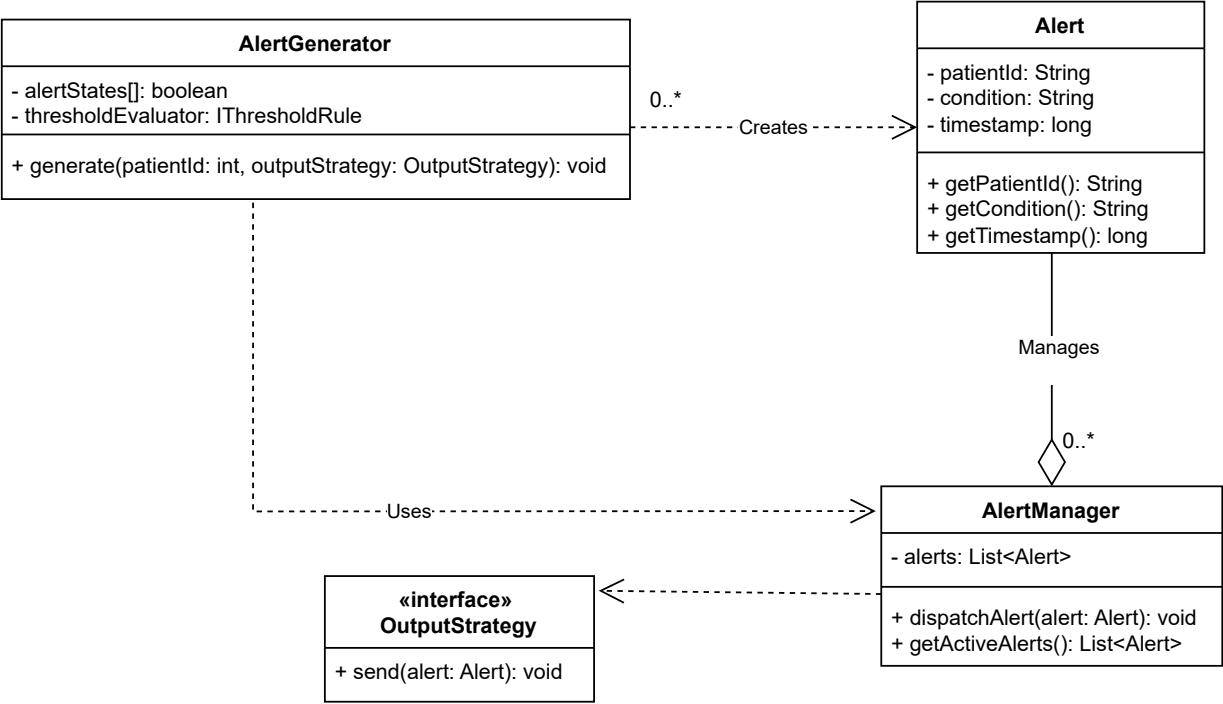 AlertGenerator
- alertStates[]: boolean
- thresholdEvaluator: IThresholdRule
+ generate(patientId: int, outputStrategy: OutputStrategy): void
0..*
Creates
Alert
- patientId: String
- condition: String
- timestamp: long
+ getPatientId(): String
+ getCondition(): String
+ getTimestamp(): long
Manages
0..*
Uses
AlertManager
- alerts: List<Alert>
+ dispatchAlert(alert: Alert): void
+ getActiveAlerts(): List<Alert>
«interface»
OutputStrategy
+ send(alert: Alert): void